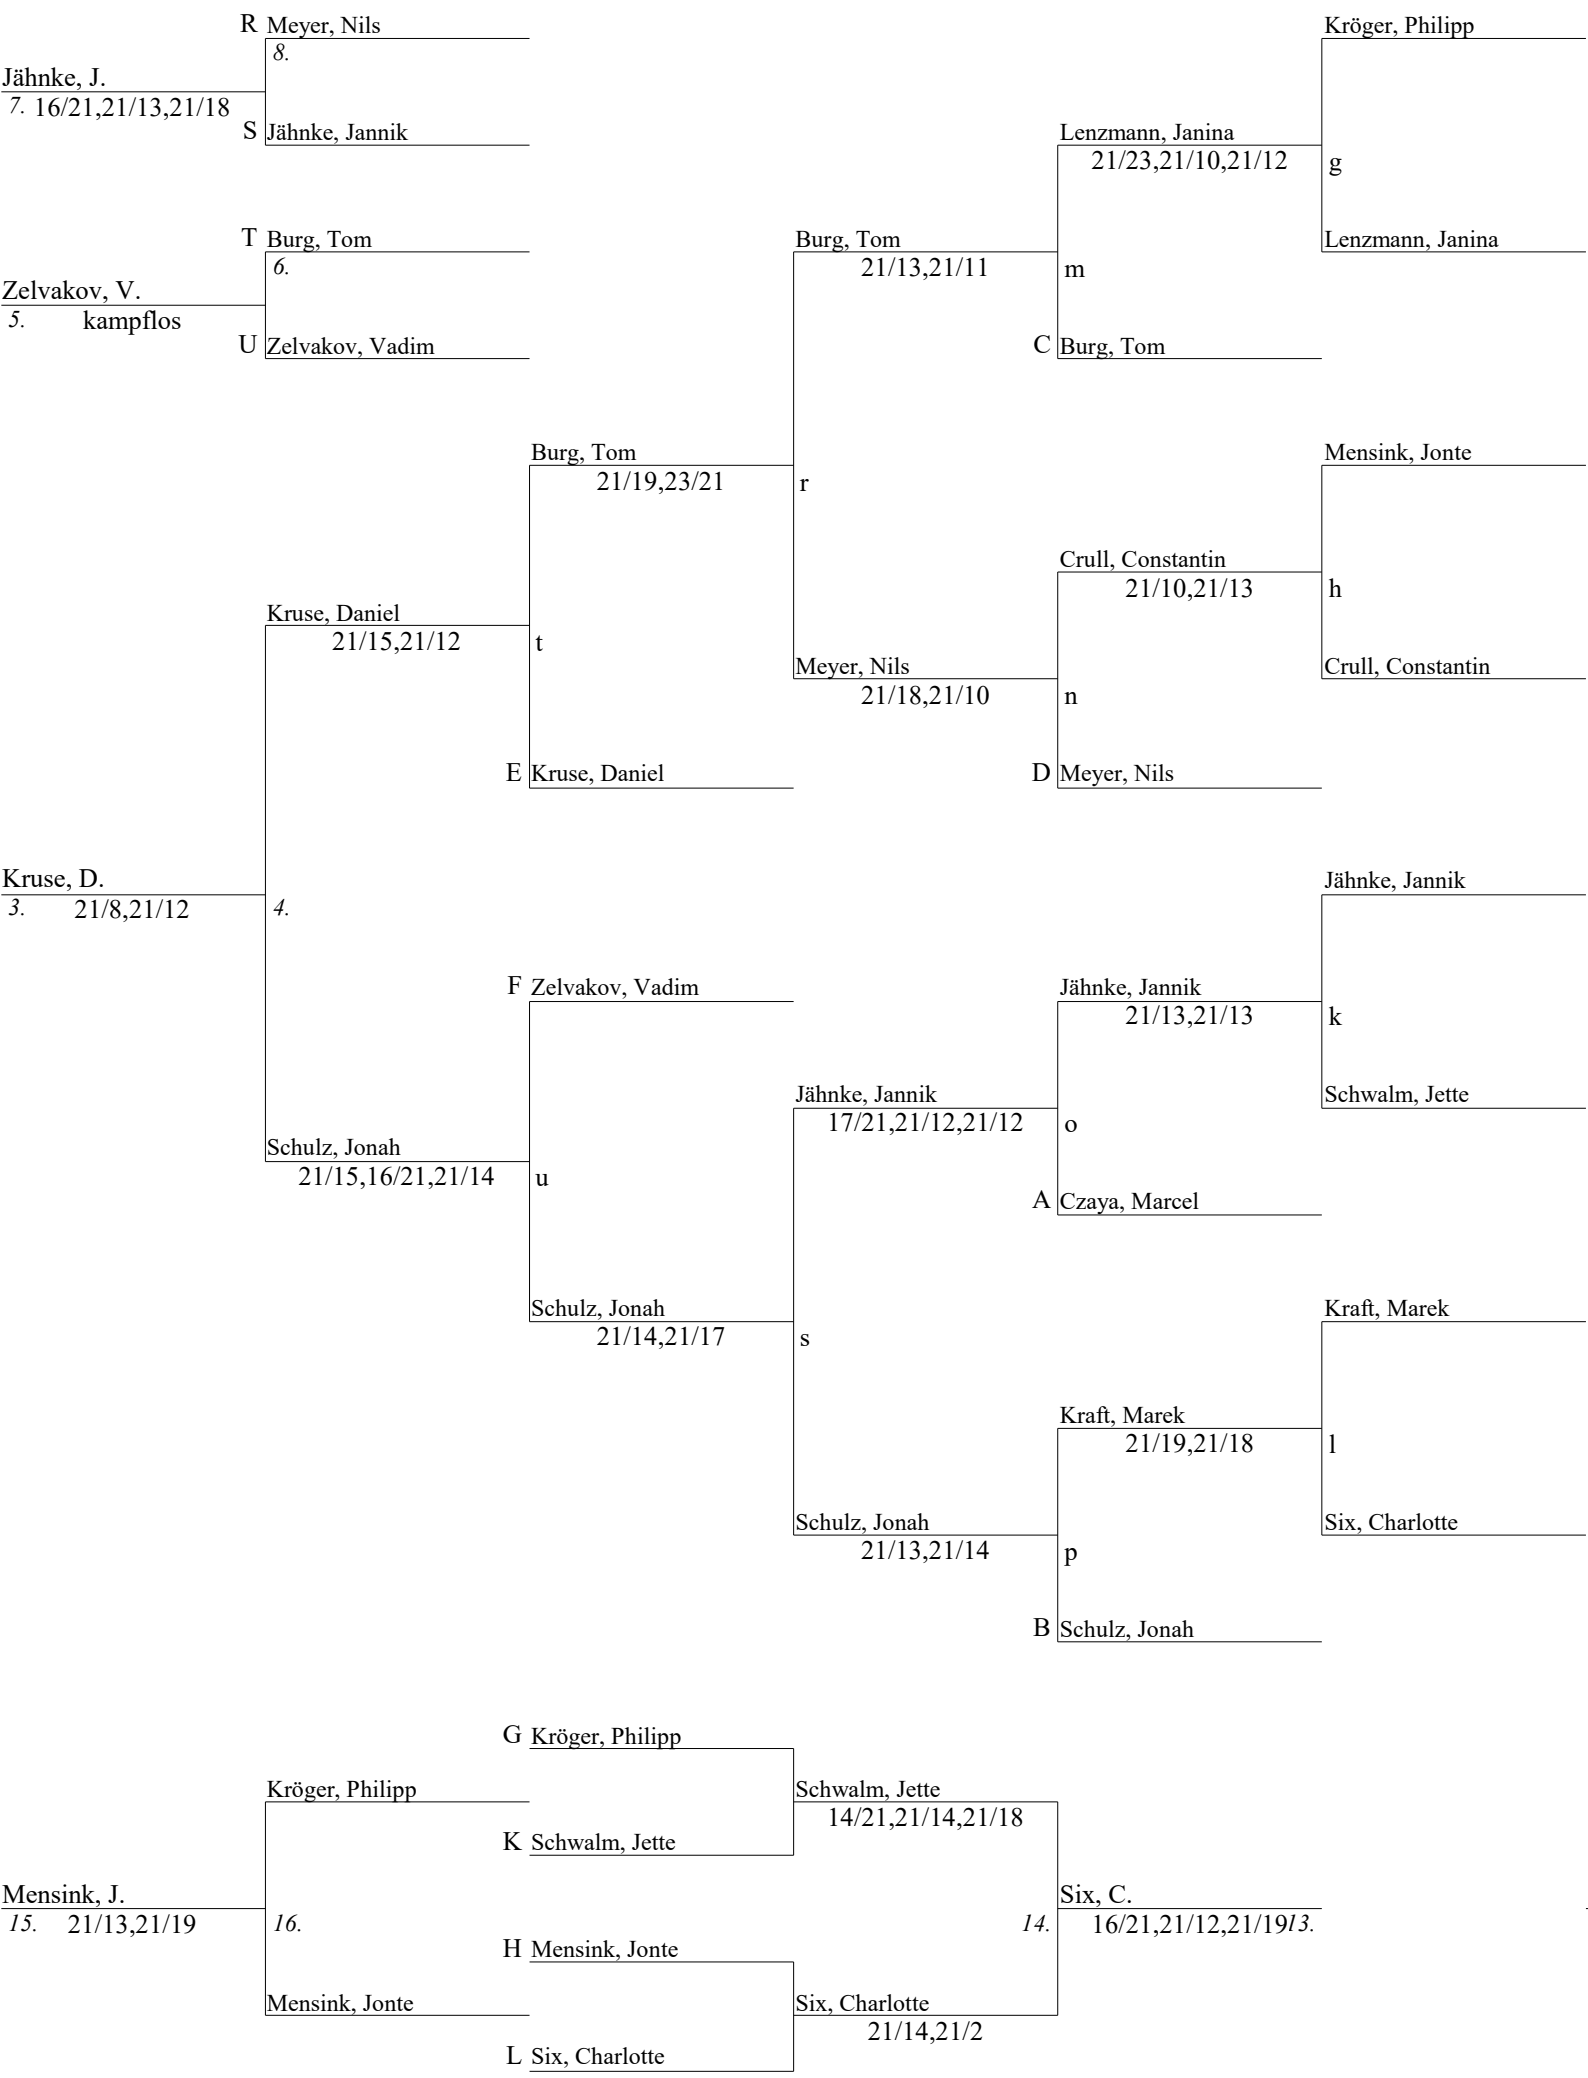 R Meyer, Nils
Kröger, Philipp
8.
Jähnke, J.
7. 16/21,21/13,21/18
S Jähnke, Jannik
Lenzmann, Janina
21/23,21/10,21/12
g
T Burg, Tom
Burg, Tom
Lenzmann, Janina
6.
21/13,21/11
m
Zelvakov, V.
5. kampflos
U Zelvakov, Vadim
C Burg, Tom
Burg, Tom
Mensink, Jonte
21/19,23/21
r
Crull, Constantin
21/10,21/13
h
Kruse, Daniel
21/15,21/12
t
Meyer, Nils
Crull, Constantin
21/18,21/10
n
E Kruse, Daniel
D Meyer, Nils
Kruse, D.
Jähnke, Jannik
3. 21/8,21/12
4.
F Zelvakov, Vadim
Jähnke, Jannik
21/13,21/13
k
Jähnke, Jannik
Schwalm, Jette
17/21,21/12,21/12
o
Schulz, Jonah
21/15,16/21,21/14
u
A Czaya, Marcel
Schulz, Jonah
Kraft, Marek
21/14,21/17
s
Kraft, Marek
21/19,21/18
l
Schulz, Jonah
Six, Charlotte
21/13,21/14
p
B Schulz, Jonah
G Kröger, Philipp
Kröger, Philipp
Schwalm, Jette
14/21,21/14,21/18
K Schwalm, Jette
Mensink, J.
Six, C.
15. 21/13,21/19
16.
14.
16/21,21/12,21/19 13.
H Mensink, Jonte
Mensink, Jonte
Six, Charlotte
21/14,21/2
L Six, Charlotte